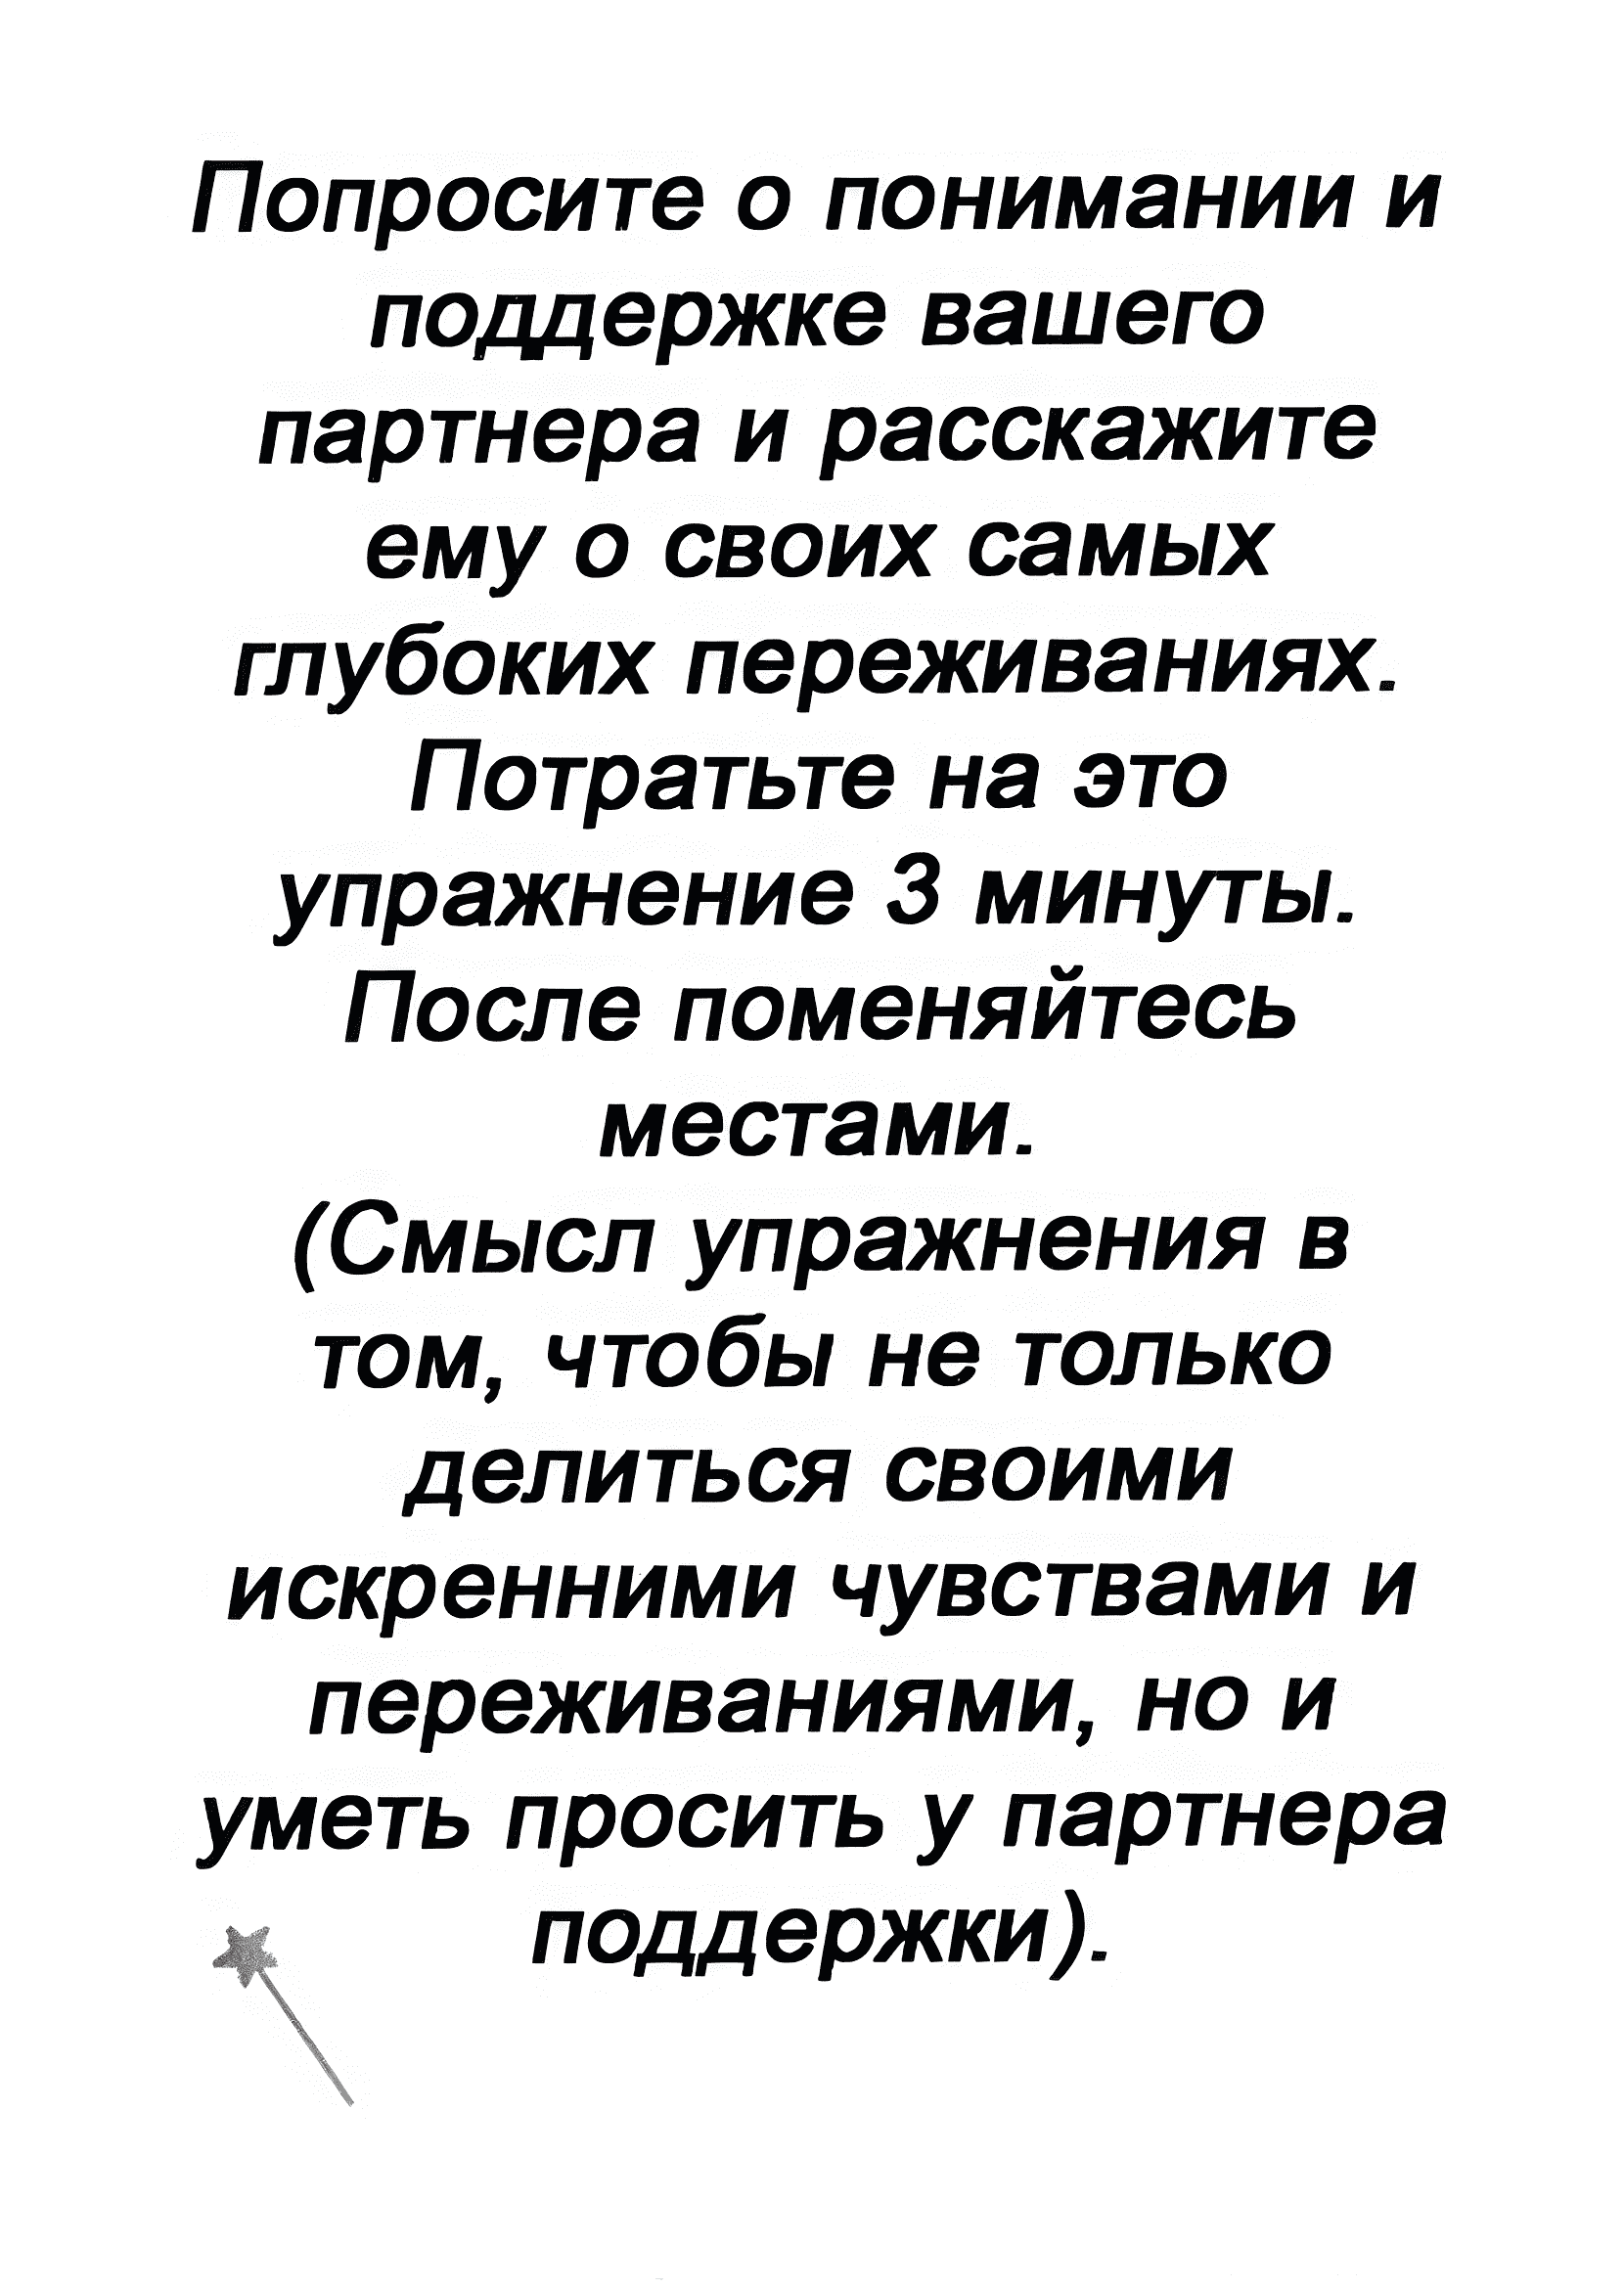 Попросите о понимании и
поддержке вашего
партнера и расскажите
ему о своих самых
глубоких переживаниях.
Потратьте на это
упражнение 3 минуты.
После поменяйтесь
местами.
(Смысл упражнения в
том, чтобы не только
делиться своими
искренними чувствами и
переживаниями, но и
уметь просить у партнера
поддержки).